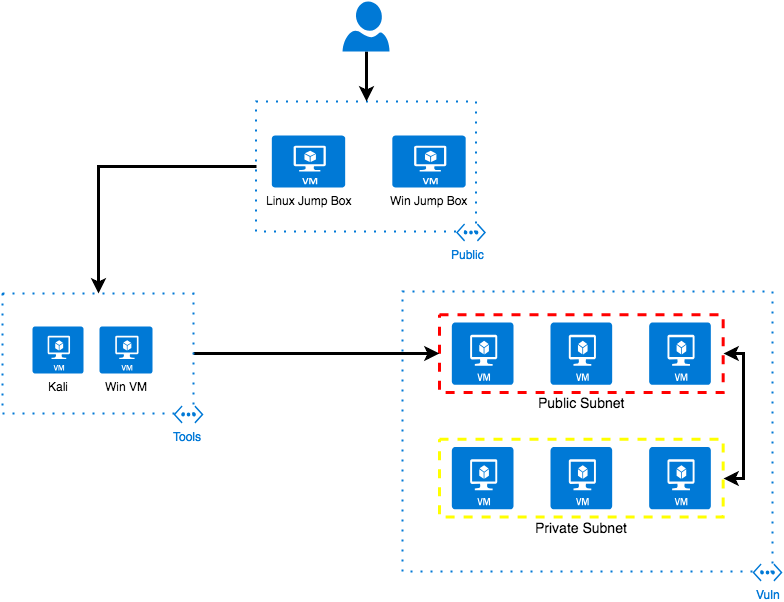 VM
VM
Linux Jump Box
Win Jump Box
Public
VM
VM
Kali
Win VM
Tools
VM
VM
VM
Public Subnet
VM
VM
VM
Private Subnet
Vuln